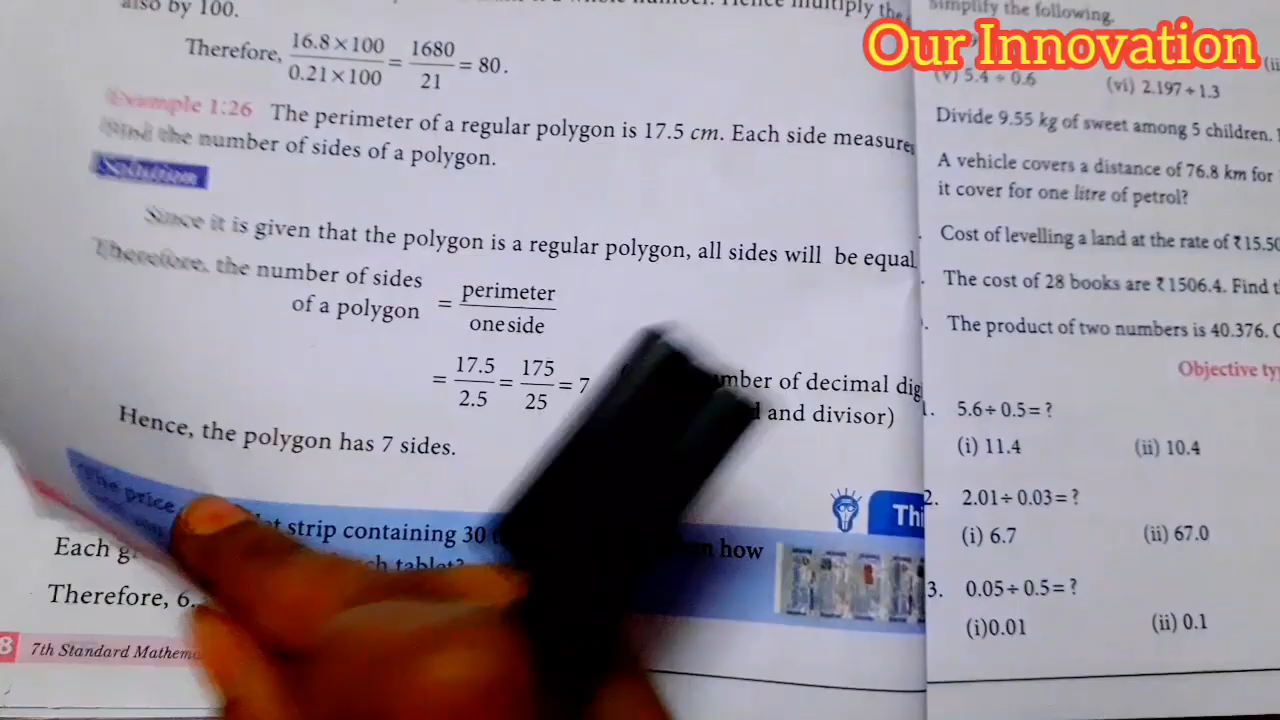 also by 100.
Therefore, 16.8×100/0.21×100 = 1680/21 = 80.
Example 1:26 The perimeter of a regular polygon is 17.5 cm. Each side measures
Find the number of sides of a polygon.
Solution
Since it is given that the polygon is a regular polygon, all sides will be equal
Therefore, the number of sides
of a polygon = perimeter/one side
= 17.5/2.5 = 175/25 = 7
number of decimal dig
and divisor)
Hence, the polygon has 7 sides.
The price
strip containing 30
how
tablet?
Thi
Each
Therefore, 6.
8 7th Standard Mathema
Our Innovation
simplify the following.
(v) 5.4 ÷ 0.6 (vi) 2.197 ÷ 1.3
Divide 9.55 kg of sweet among 5 children.
A vehicle covers a distance of 76.8 km for
it cover for one litre of petrol?
Cost of levelling a land at the rate of ₹15.50
The cost of 28 books are ₹1506.4. Find t
The product of two numbers is 40.376. O
Objective ty
1. 5.6÷0.5=?
(i) 11.4 (ii) 10.4
2. 2.01÷0.03=?
(i) 6.7 (ii) 67.0
3. 0.05÷0.5=?
(i)0.01 (ii) 0.1